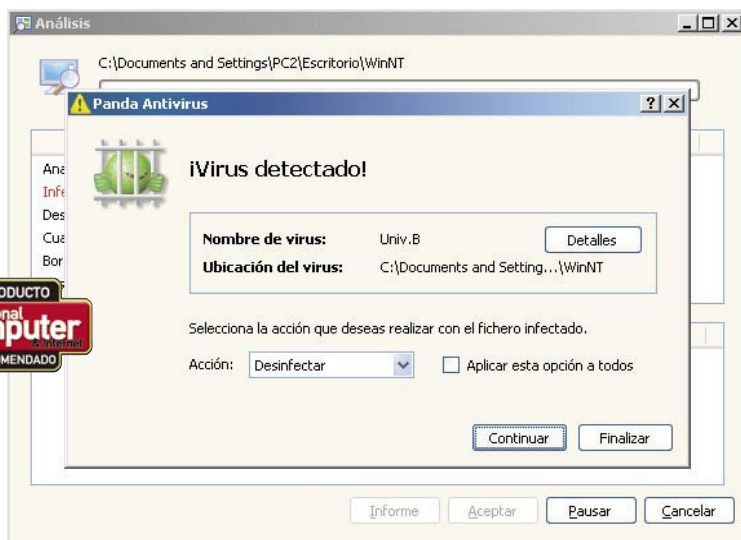 Análisis
C:\Documents and Settings\PC2\Escritorio\WinNT
Panda Antivirus
¡Virus detectado!
Nombre de virus: Univ.B
Detalles
Ubicación del virus: C:\Documents and Setting...\WinNT
Selecciona la acción que deseas realizar con el fichero infectado.
Acción: Desinfectar
Aplicar esta opción a todos
Continuar
Finalizar
Informe
Aceptar
Pausar
Cancelar
& Internet